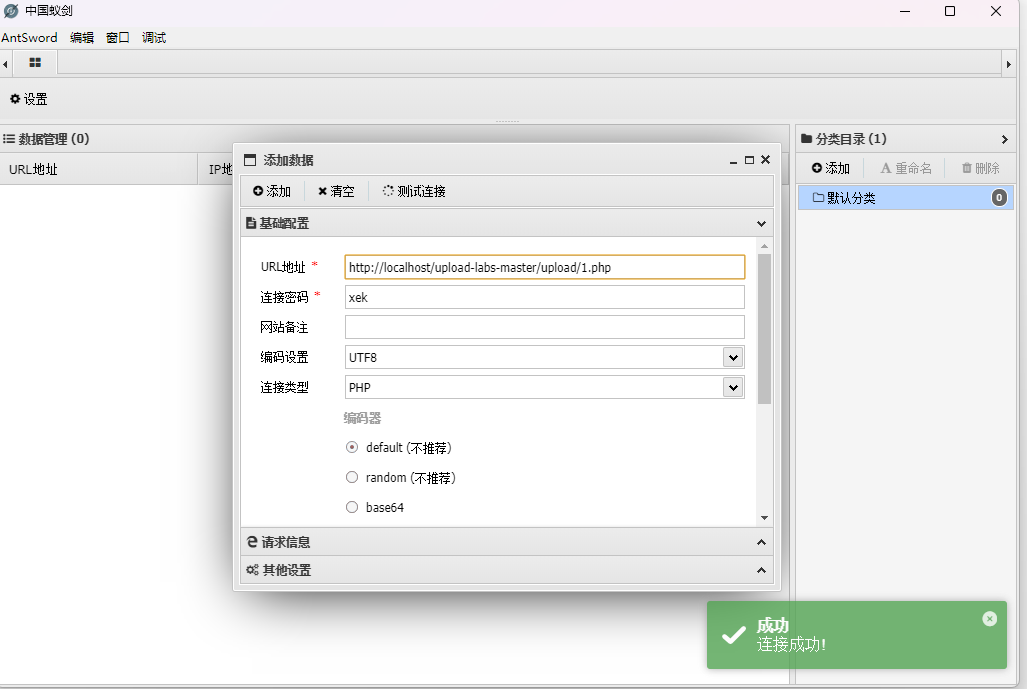 中国蚁剑
AntSword 编辑 窗口 调试
设置
数据管理 (0)
URL地址
IP地
分类目录 (1)
添加 重命名 删除
默认分类 0
添加数据
添加 清空 测试连接
基础配置
URL地址 * http://localhost/upload-labs-master/upload/1.php
连接密码 * xek
网站备注
编码设置 UTF8
连接类型 PHP
编码器
default (不推荐)
random (不推荐)
base64
请求信息
其他设置
成功
连接成功!